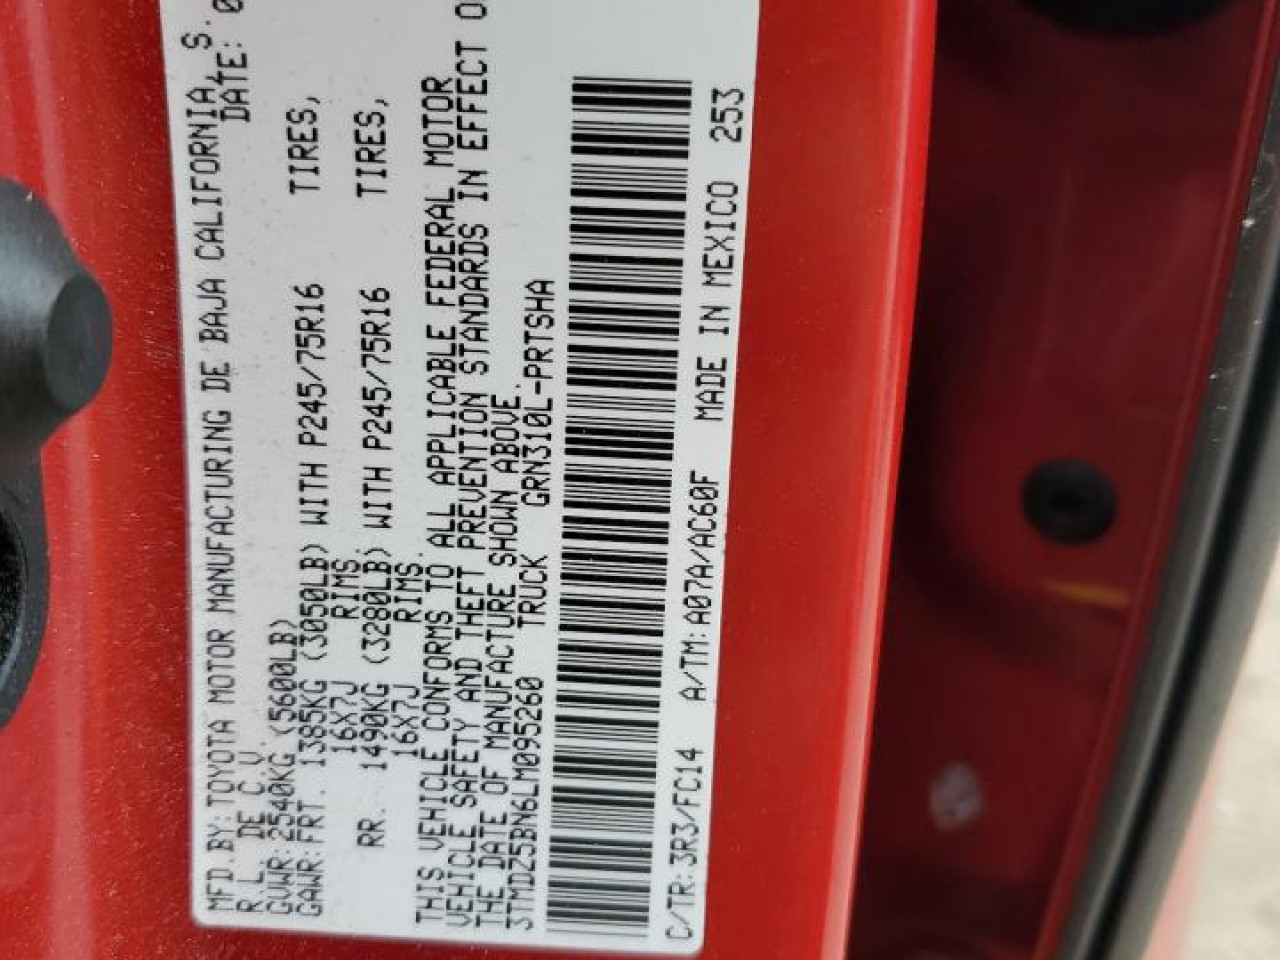 MFD.BY:TOYOTA MOTOR MANUFACTURING DE BAJA CALIFORNIA, S.
R.L. DE C.V. DATE: 0
GVWR:2540KG (5600LB)
GAWR:FRT. 1385KG (3050LB) WITH P245/75R16 TIRES,
16X7J RIMS.
RR. 1490KG (3280LB) WITH P245/75R16 TIRES,
16X7J RIMS.
THIS VEHICLE CONFORMS TO ALL APPLICABLE FEDERAL MOTOR
VEHICLE SAFETY AND THEFT PREVENTION STANDARDS IN EFFECT O
THE DATE OF MANUFACTURE SHOWN ABOVE.
3TMDZ5BN6LM095260 TRUCK GRN310L-PRTSHA
C/TR:3R3/FC14 A/TM:A07A/AC60F MADE IN MEXICO 253